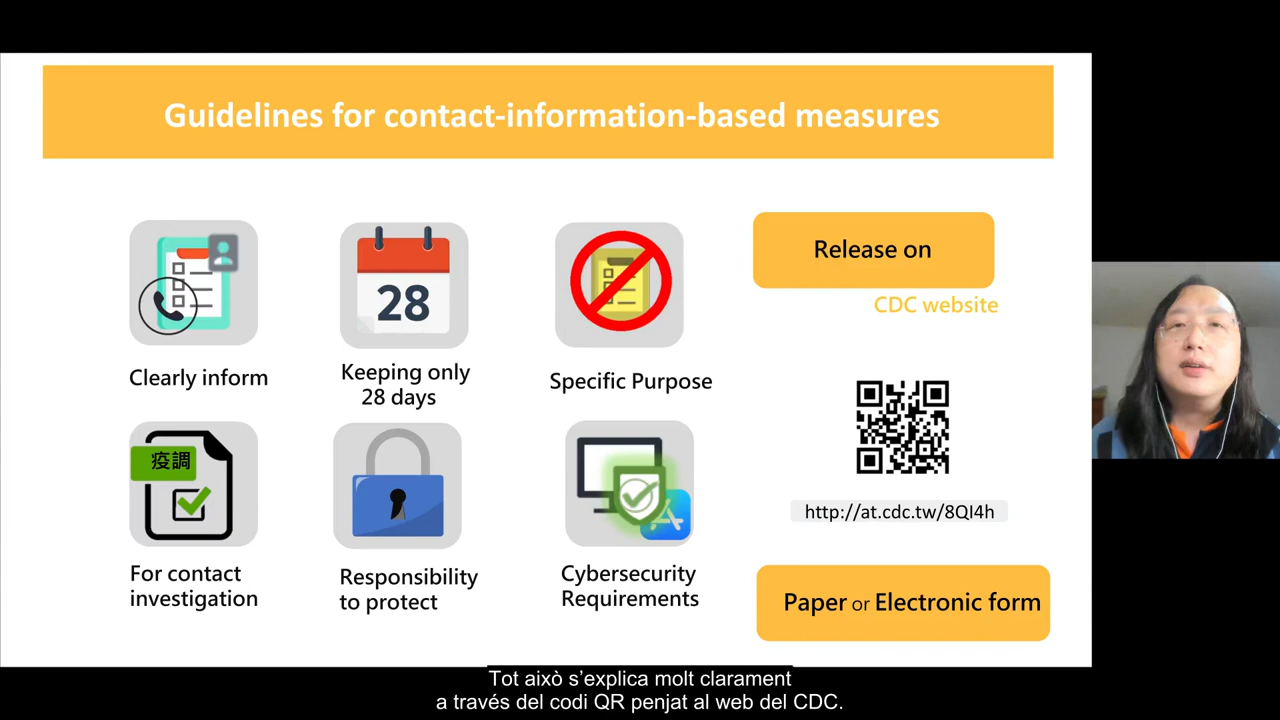 Guidelines for contact-information-based measures
28
Clearly inform
Keeping only
28 days
Specific Purpose
疫調
For contact
investigation
Responsibility
to protect
Cybersecurity
Requirements
Release on
CDC website
http://at.cdc.tw/8QI4h
Paper or Electronic form
Tot això s’explica molt clarament
a través del codi QR penjat al web del CDC.